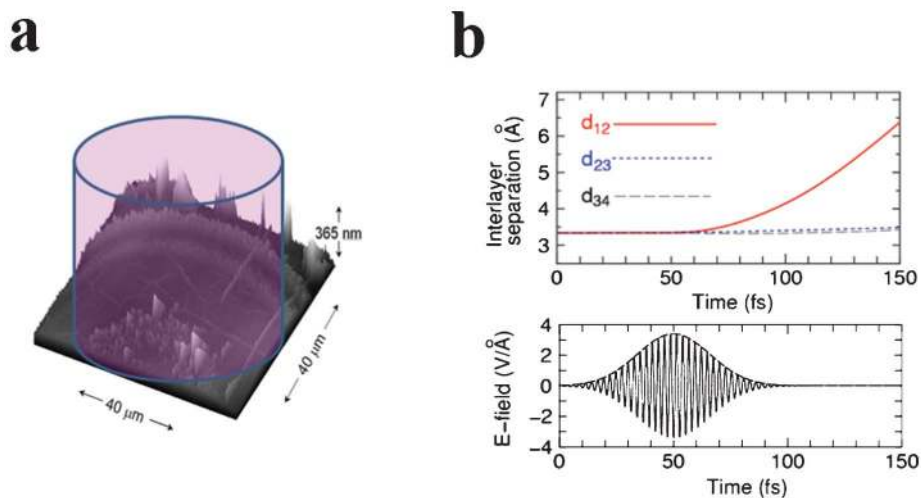 a
365 nm
40 μm
40 μm
b
Interlayer
separation (Å)
7
6
5
4
3
d12
d23
d34
0
50
100
150
Time (fs)
E-field (V/Å)
4
2
0
-2
-4
0
50
100
150
Time (fs)